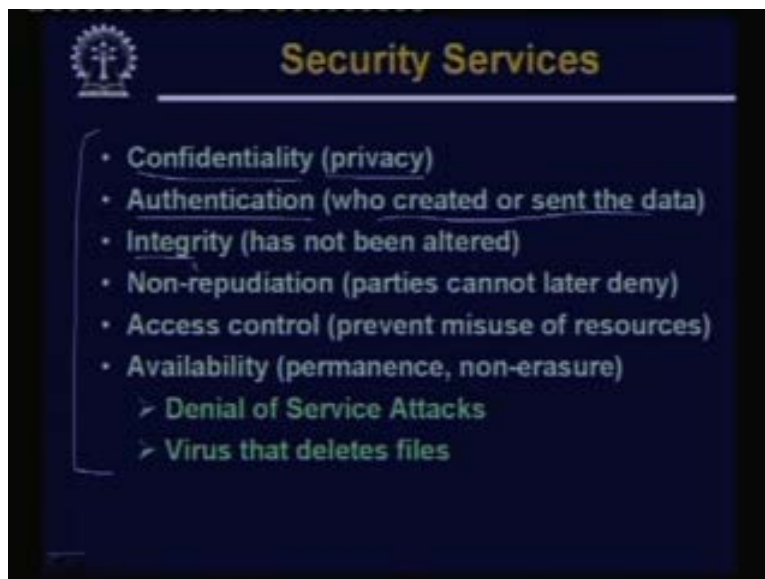 Security Services
• Confidentiality (privacy)
• Authentication (who created or sent the data)
• Integrity (has not been altered)
• Non-repudiation (parties cannot later deny)
• Access control (prevent misuse of resources)
• Availability (permanence, non-erasure)
➢ Denial of Service Attacks
➢ Virus that deletes files